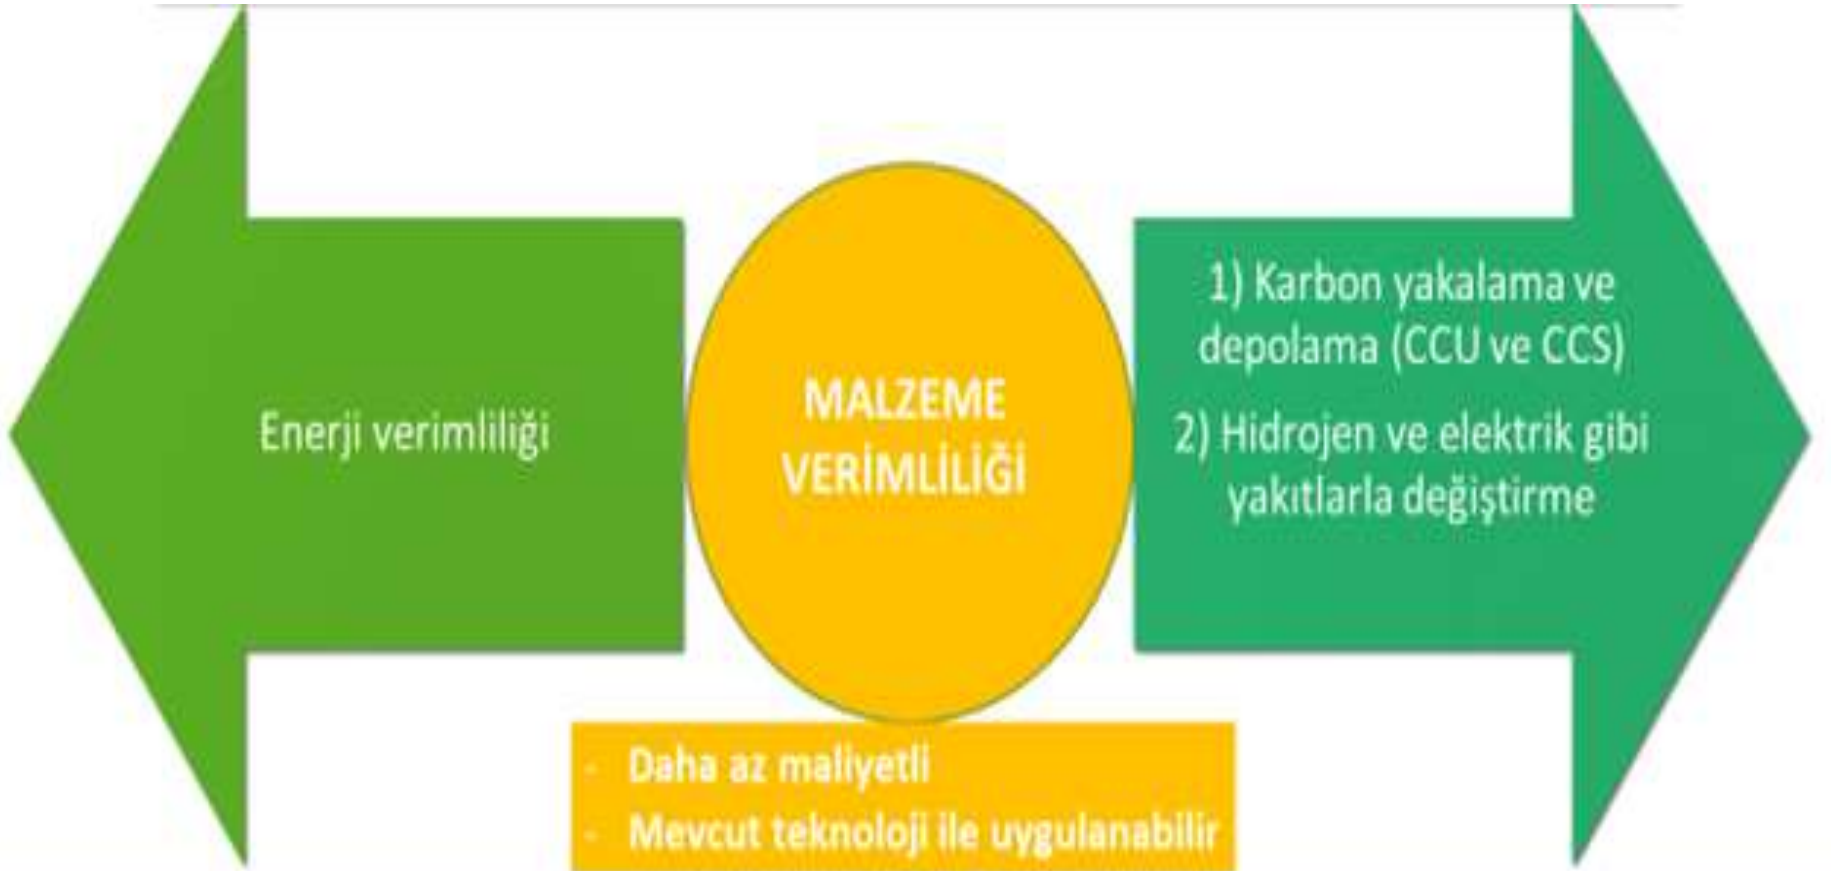 Enerji verimliliği
MALZEME
VERİMLİLİĞİ
1) Karbon yakalama ve
depolama (CCU ve CCS)
2) Hidrojen ve elektrik gibi
yakıtlarla değiştirme
- Daha az maliyetli
- Mevcut teknoloji ile uygulanabilir